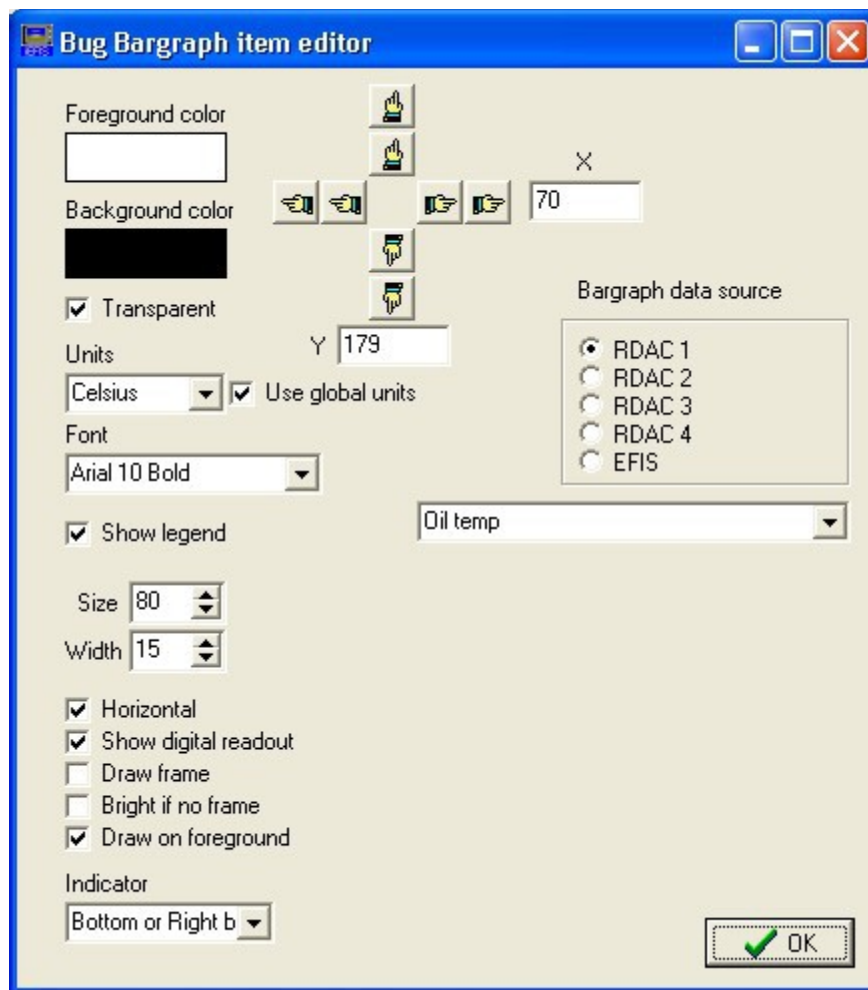 Bug Bargraph item editor
Foreground color
X
70
Background color
Transparent
Y 179
Bargraph data source
RDAC 1
RDAC 2
RDAC 3
RDAC 4
EFIS
Units
Celsius
Use global units
Font
Arial 10 Bold
Show legend
Oil temp
Size 80
Width 15
Horizontal
Show digital readout
Draw frame
Bright if no frame
Draw on foreground
Indicator
Bottom or Right b
OK